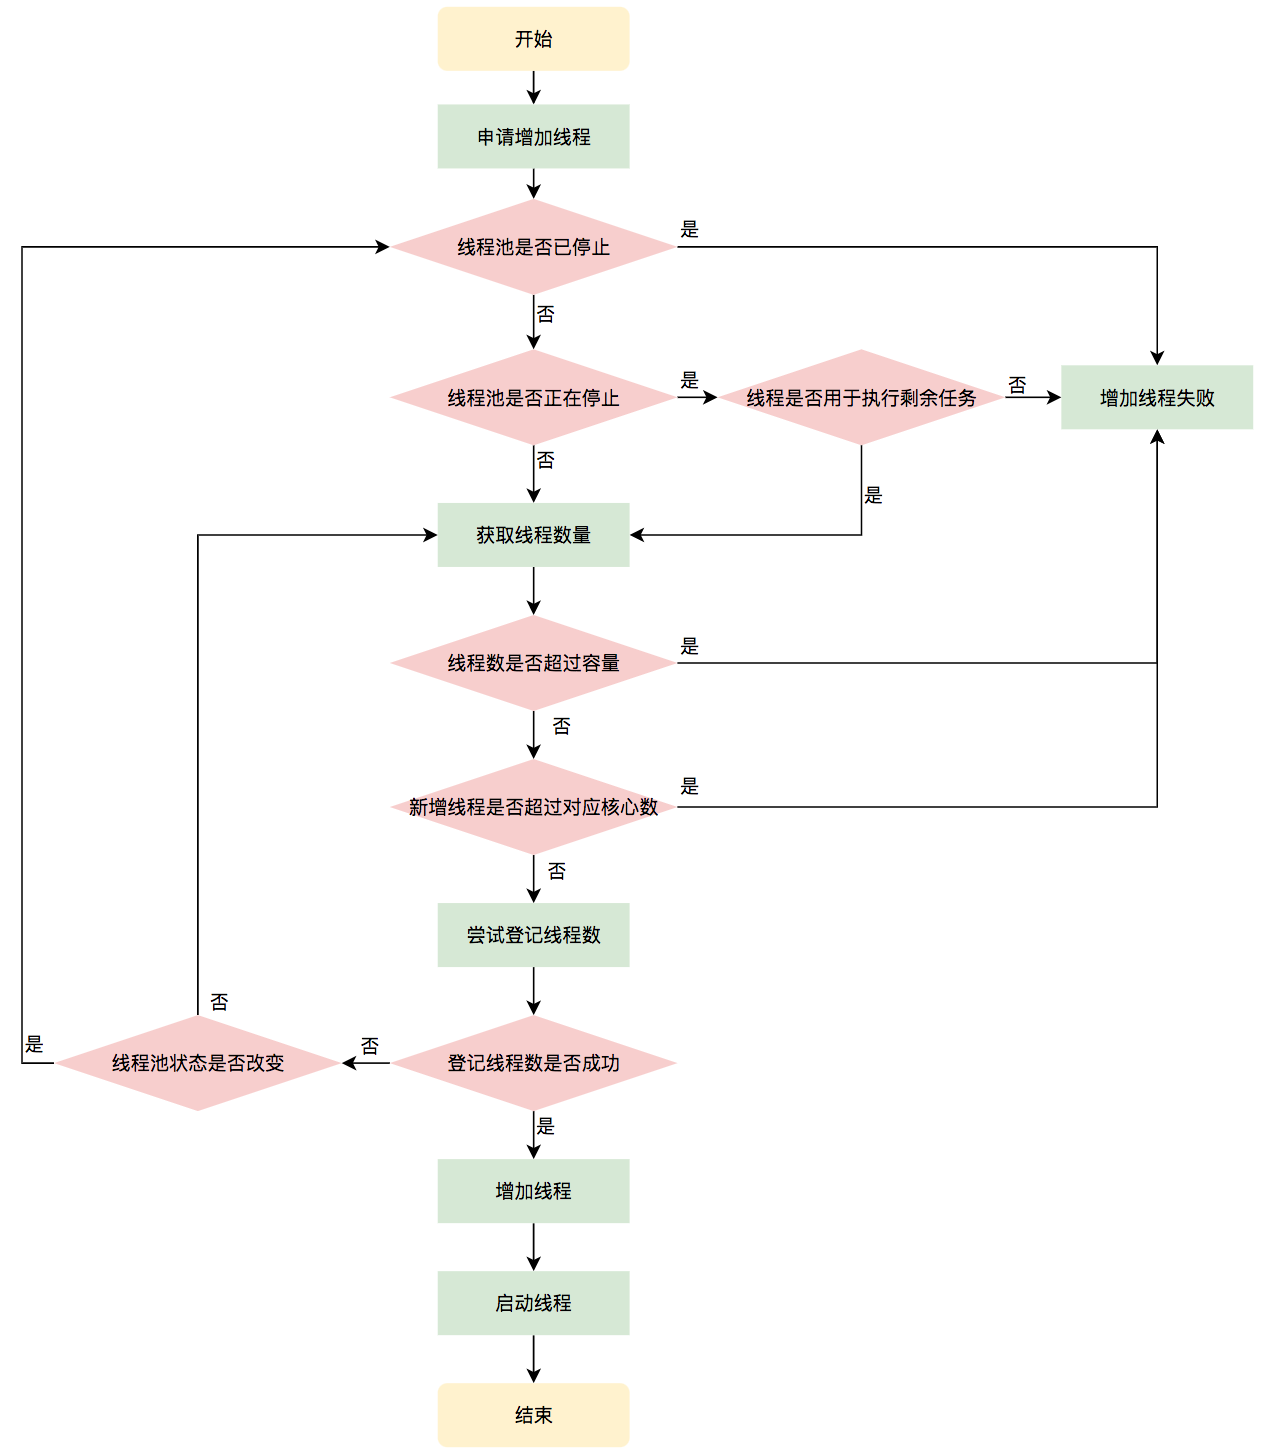 开始
申请增加线程
线程池是否已停止
是
否
线程池是否正在停止
是
线程是否用于执行剩余任务
否
增加线程失败
否
是
获取线程数量
线程数是否超过容量
是
否
新增线程是否超过对应核心数
是
否
尝试登记线程数
否
是
线程池状态是否改变
否
登记线程数是否成功
是
增加线程
启动线程
结束